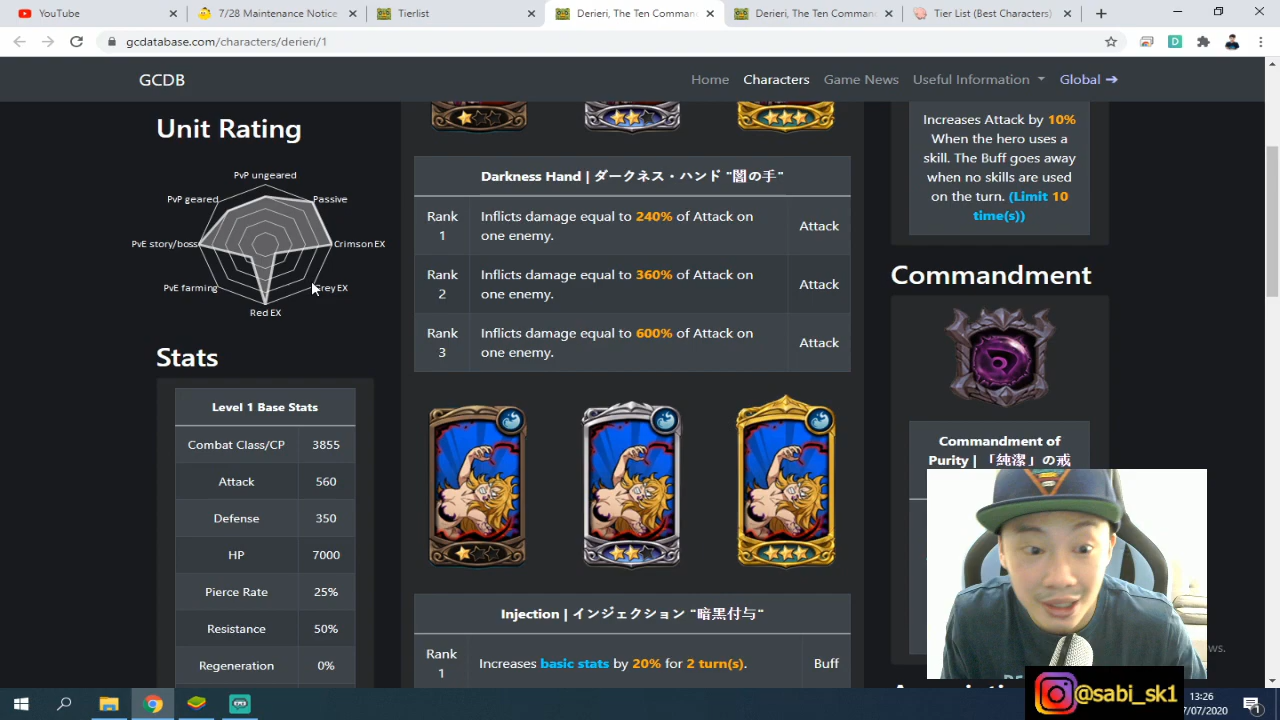 YouTube
7/28 Maintenance Notice
Tierlist
Derieri, The Ten Comman
Derieri, The Ten Command
Tier List (Best Characters)
gcdatabase.com/characters/derieri/1
GCDB
Home
Characters
Game News
Useful Information
Global ➔
Unit Rating
PvP ungeared
PvP geared
Passive
PvE story/boss
Crimson EX
PvE farming
Grey EX
Red EX
Stats
Level 1 Base Stats
Combat Class/CP 3855
Attack 560
Defense 350
HP 7000
Pierce Rate 25%
Resistance 50%
Regeneration 0%
Darkness Hand | ダークネス・ハンド "闇の手"
Rank 1
Inflicts damage equal to 240% of Attack on
one enemy.
Attack
Rank 2
Inflicts damage equal to 360% of Attack on
one enemy.
Attack
Rank 3
Inflicts damage equal to 600% of Attack on
one enemy.
Attack
Injection | インジェクション "暗黒付与"
Rank 1
Increases basic stats by 20% for 2 turn(s).
Buff
Increases Attack by 10%
When the hero uses a
skill. The Buff goes away
when no skills are used
on the turn. (Limit 10
time(s))
Commandment
Commandment of
Purity | 「純潔」の戒
@sabi_sk1
13:26
7/07/2020